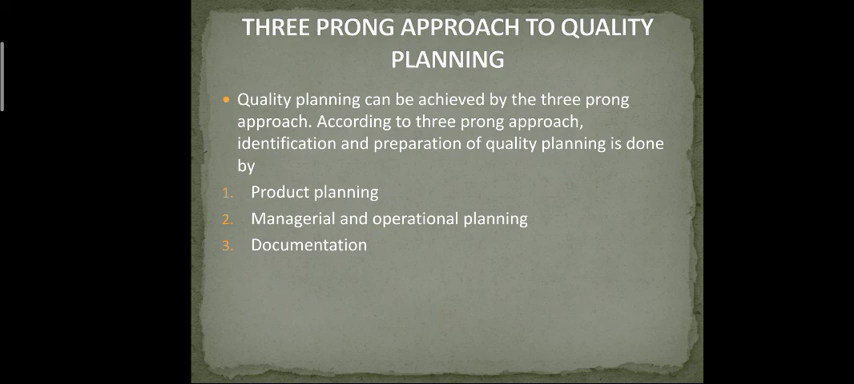 THREE PRONG APPROACH TO QUALITY
PLANNING
• Quality planning can be achieved by the three prong
approach. According to three prong approach,
identification and preparation of quality planning is done
by
1. Product planning
2. Managerial and operational planning
3. Documentation